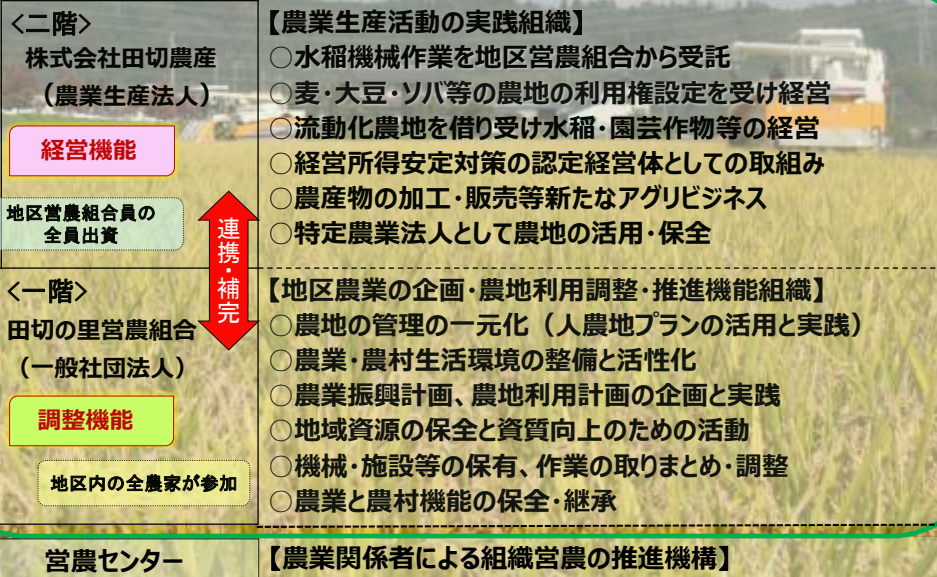 <二階>
株式会社田切農産
（農業生産法人）
経営機能
地区営農組合員の
全員出資
【農業生産活動の実践組織】
○水稲機械作業を地区営農組合から受託
○麦・大豆・ソバ等の農地の利用権設定を受け経営
○流動化農地を借り受け水稲・園芸作物等の経営
○経営所得安定対策の認定経営体としての取組み
○農産物の加工・販売等新たなアグリビジネス
○特定農業法人として農地の活用・保全
連携・補完
<一階>
田切の里営農組合
（一般社団法人）
調整機能
地区内の全農家が参加
【地区農業の企画・農地利用調整・推進機能組織】
○農地の管理の一元化（人農地プランの活用と実践）
○農業・農村生活環境の整備と活性化
○農業振興計画、農地利用計画の企画と実践
○地域資源の保全と資質向上のための活動
○機械・施設等の保有、作業の取りまとめ・調整
○農業と農村機能の保全・継承
営農センター
【農業関係者による組織営農の推進機構】